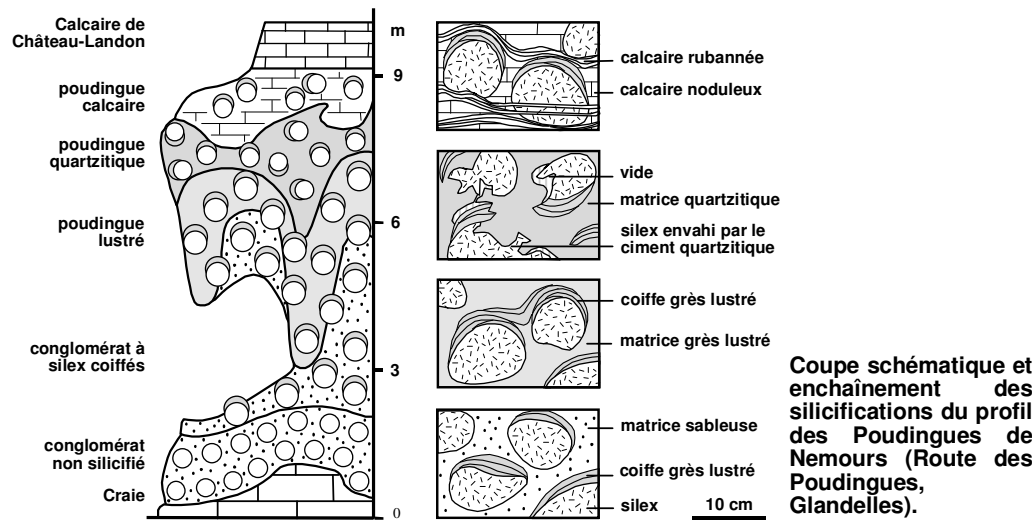 Calcaire de
Château-Landon
poudingue
calcaire
poudingue
quartzitique
poudingue
lustré
conglomérat à
silex coiffés
conglomérat
non silicifié
Craie
m
9
6
3
0
calcaire rubannée
calcaire noduleux
vide
matrice quartzitique
silex envahi par le
ciment quartzitique
coiffe grès lustré
matrice grès lustré
matrice sableuse
coiffe grès lustré
silex
10 cm
Coupe schématique et
enchaînement des
silicifications du profil
des Poudingues de
Nemours (Route des
Poudingues,
Glandelles).